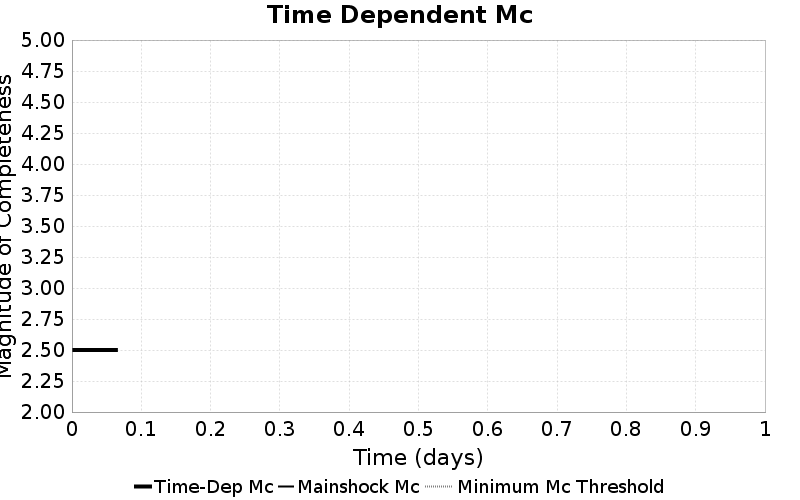 Time Dependent Mc
Magnitude of Completeness
5.00
4.75
4.50
4.25
4.00
3.75
3.50
3.25
3.00
2.75
2.50
2.25
2.00
0 0.1 0.2 0.3 0.4 0.5 0.6 0.7 0.8 0.9 1
Time (days)
Time-Dep Mc Mainshock Mc Minimum Mc Threshold